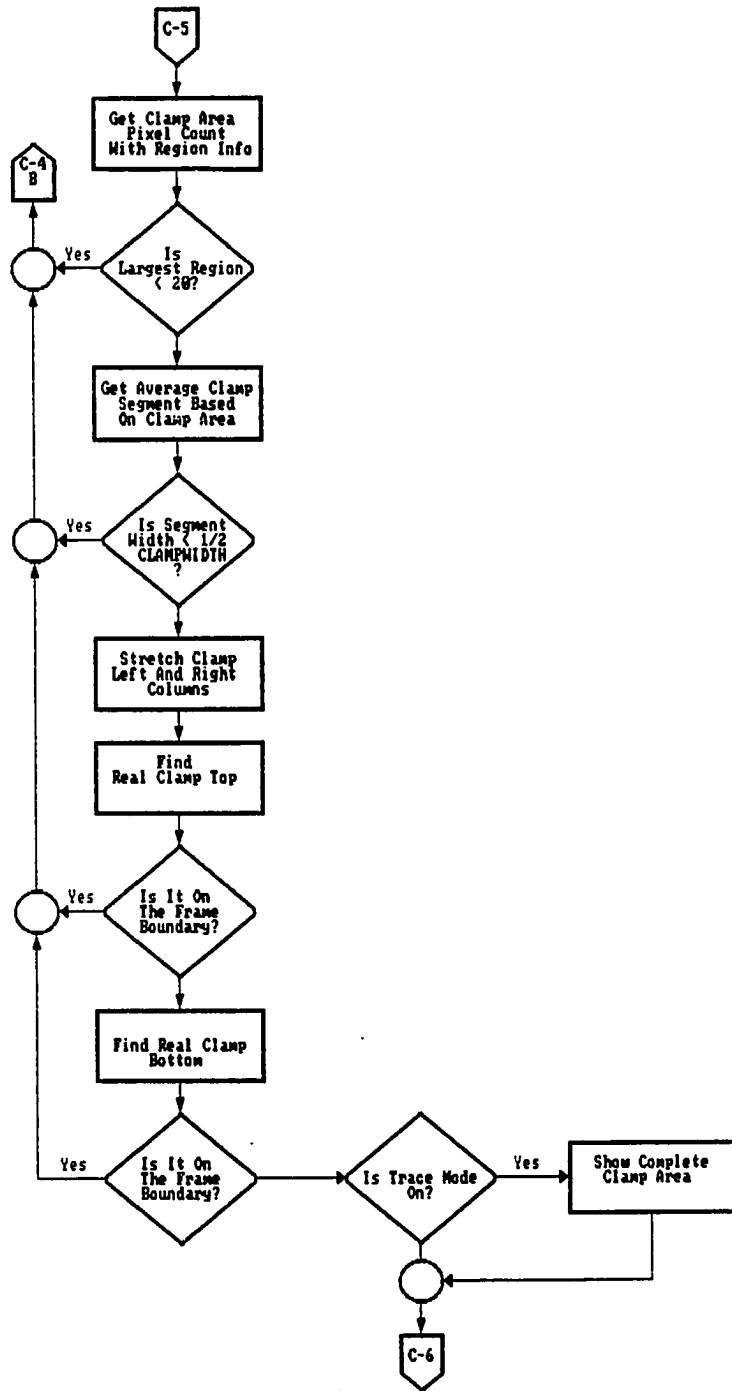 C-5
Get Clamp Area
Pixel Count
With Region Info
C-4
B
Yes
Is
Largest Region
< 20?
Get Average Clamp
Segment Based
On Clamp Area
Yes
Is Segment
Width < 1/2
CLAMPWIDTH
?
Stretch Clamp
Left And Right
Columns
Find
Real Clamp Top
Yes
Is It On
The Frame
Boundary?
Find Real Clamp
Bottom
Yes
Is It On
The Frame
Boundary?
Is Trace Mode
On?
Yes
Show Complete
Clamp Area
C-6